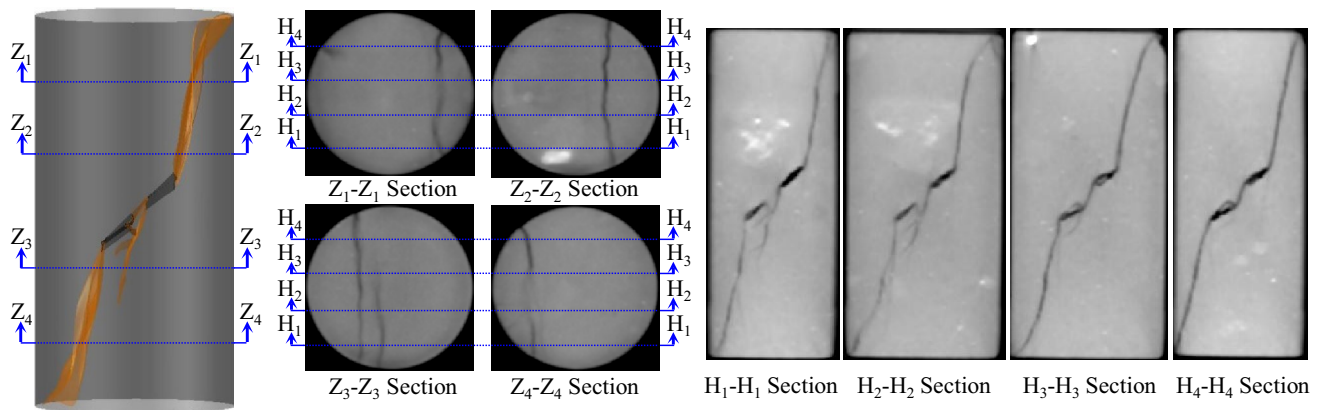 Z1 Z1
Z2 Z2
Z3 Z3
Z4 Z4
H4 H4
H3 H3
H2 H2
H1 H1
Z1-Z1 Section Z2-Z2 Section
H4 H4
H3 H3
H2 H2
H1 H1
Z3-Z3 Section Z4-Z4 Section
H1-H1 Section H2-H2 Section H3-H3 Section H4-H4 Section